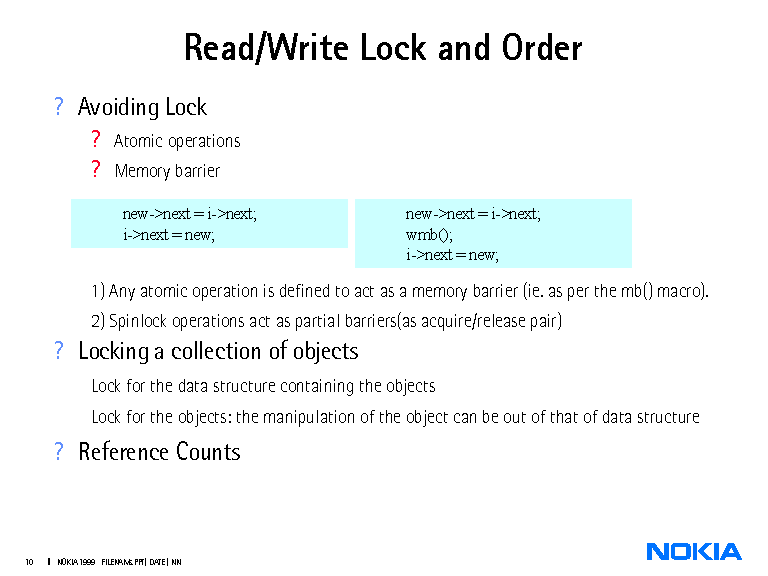 Read/Write Lock and Order
? Avoiding Lock
? Atomic operations
? Memory barrier
new->next = i->next;
i->next = new;
new->next = i->next;
wmb();
i->next = new;
1) Any atomic operation is defined to act as a memory barrier (ie. as per the mb() macro).
2) Spinlock operations act as partial barriers(as acquire/release pair)
? Locking a collection of objects
Lock for the data structure containing the objects
Lock for the objects: the manipulation of the object can be out of that of data structure
? Reference Counts
10 I NOKIA 1999 FILENAMs.PPT| DATE | NN
NOKIA